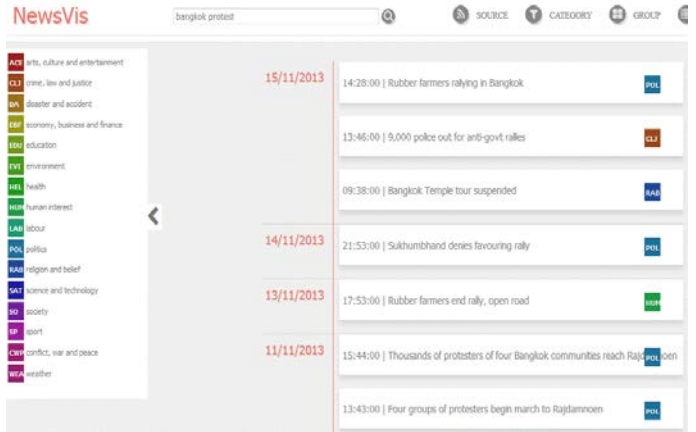 NewsVis
bangkok protest
SOURCE
CATEGORY
GROUP
ACE arts, culture and entertainment
CLJ crime, law and justice
DA disaster and accident
EBF economy, business and finance
EDU education
EVI environment
HEL health
HUM human interest
LAB labour
POL politics
RAB religion and belief
SAT science and technology
SO society
SP sport
CWP conflict, war and peace
WEA weather
15/11/2013
14:28:00 | Rubber farmers rallying in Bangkok POL
13:46:00 | 9,000 police out for anti-govt rallies CLJ
09:38:00 | Bangkok Temple tour suspended RAB
14/11/2013
21:53:00 | Sukhumbhand denies favouring rally POL
13/11/2013
17:53:00 | Rubber farmers end rally, open road HUM
11/11/2013
15:44:00 | Thousands of protesters of four Bangkok communities reach POL
13:43:00 | Four groups of protesters begin march to Rajdamnoen POL